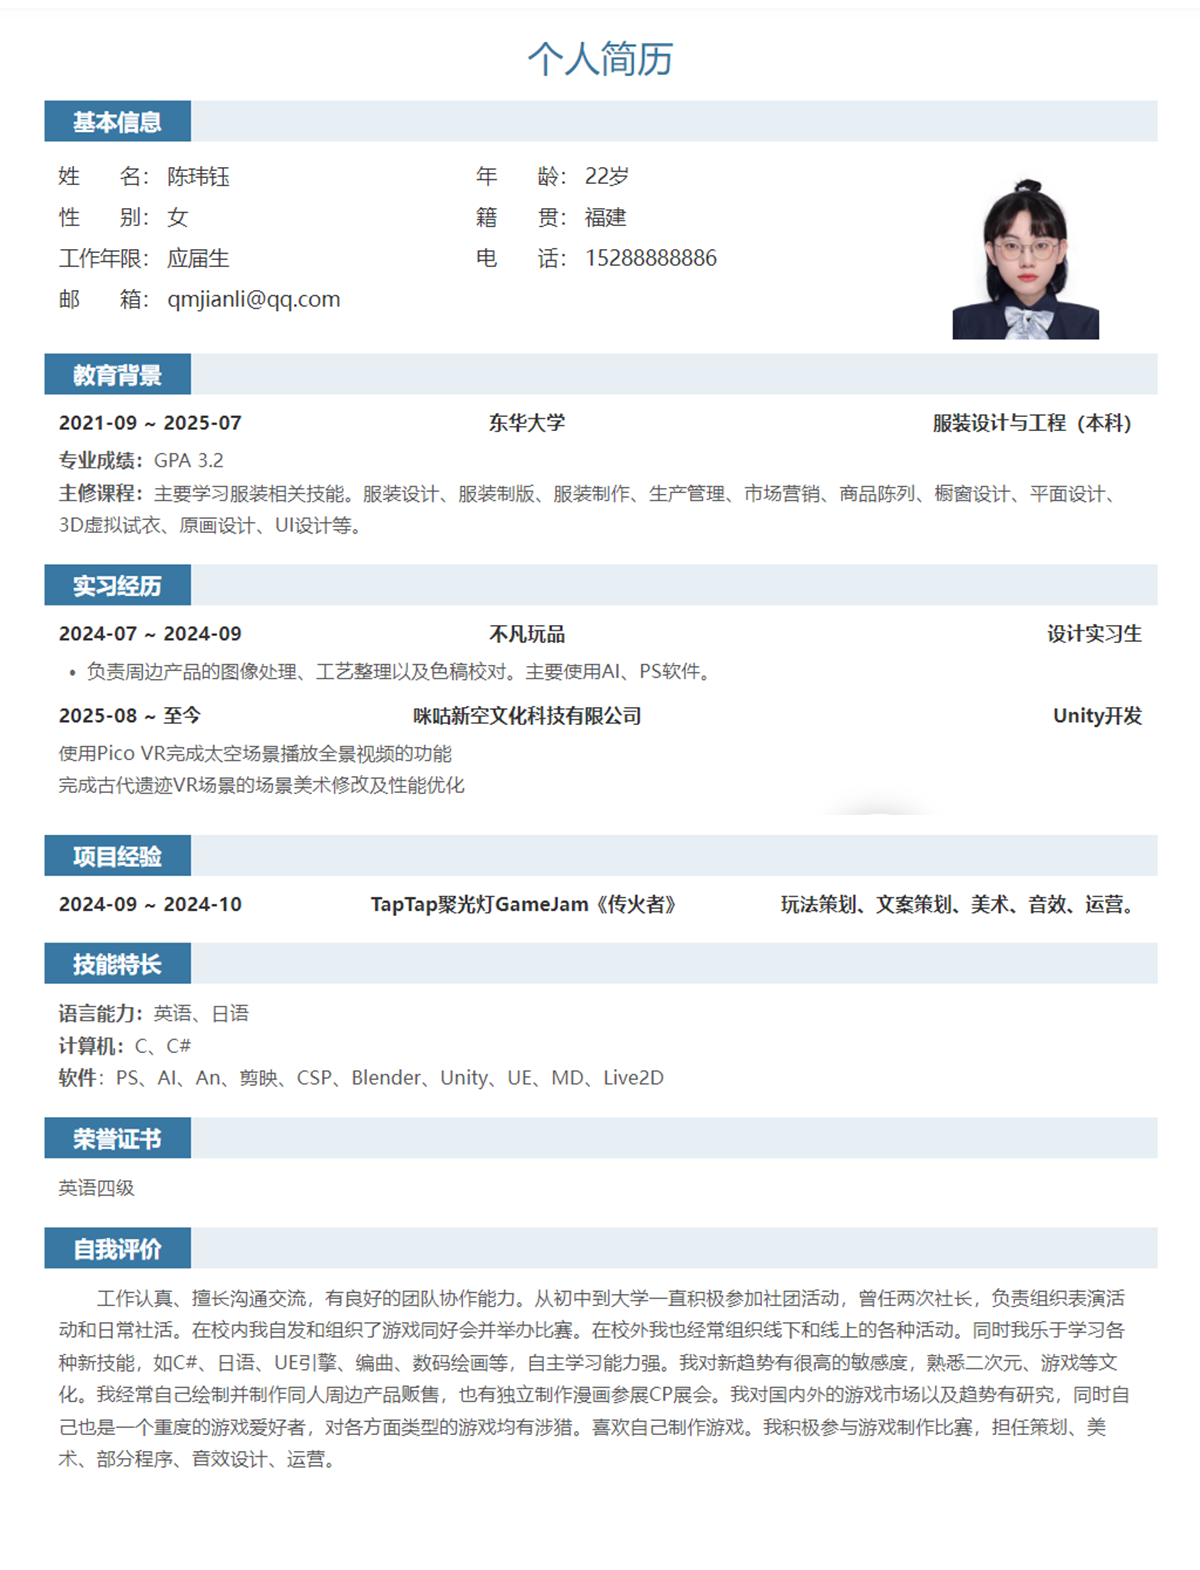 个人简历
基本信息
姓 名： 陈玮钰 年 龄： 22岁
性 别： 女 籍 贯： 福建
工作年限： 应届生 电 话： 15288888886
邮 箱： qmjianli@qq.com
教育背景
2021-09 ~ 2025-07 东华大学 服装设计与工程（本科）
专业成绩：GPA 3.2
主修课程：主要学习服装相关技能。服装设计、服装制版、服装制作、生产管理、市场营销、商品陈列、橱窗设计、平面设计、
3D虚拟试衣、原画设计、UI设计等。
实习经历
2024-07 ~ 2024-09 不凡玩品 设计实习生
• 负责周边产品的图像处理、工艺整理以及色稿校对。主要使用AI、PS软件。
2025-08 ~ 至今 咪咕新空文化科技有限公司 Unity开发
使用Pico VR完成太空场景播放全景视频的功能
完成古代遗迹VR场景的场景美术修改及性能优化
项目经验
2024-09 ~ 2024-10 TapTap聚光灯GameJam《传火者》 玩法策划、文案策划、美术、音效、运营。
技能特长
语言能力：英语、日语
计算机：C、C#
软件：PS、AI、An、剪映、CSP、Blender、Unity、UE、MD、Live2D
荣誉证书
英语四级
自我评价
工作认真、擅长沟通交流，有良好的团队协作能力。从初中到大学一直积极参加社团活动，曾任两次社长，负责组织表演活
动和日常社活。在校内我自发和组织了游戏同好会并举办比赛。在校外我也经常组织线下和线上的各种活动。同时我乐于学习各
种新技能，如C#、日语、UE引擎、编曲、数码绘画等，自主学习能力强。我对新趋势有很高的敏感度，熟悉二次元、游戏等文
化。我经常自己绘制并制作同人周边产品贩售，也有独立制作漫画参展CP展会。我对国内外的游戏市场以及趋势有研究，同时自
己也是一个重度的游戏爱好者，对各方面类型的游戏均有涉猎。喜欢自己制作游戏。我积极参与游戏制作比赛，担任策划、美
术、部分程序、音效设计、运营。